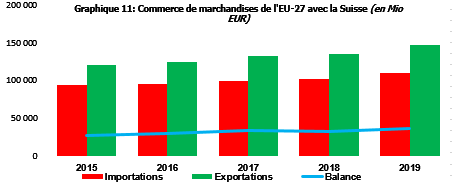 Graphique 11: Commerce de marchandises de l'EU-27 avec la Suisse (en Mio
EUR)
200 000
150 000
100 000
50 000
0
2015 2016 2017 2018 2019
Importations Exportations Balance